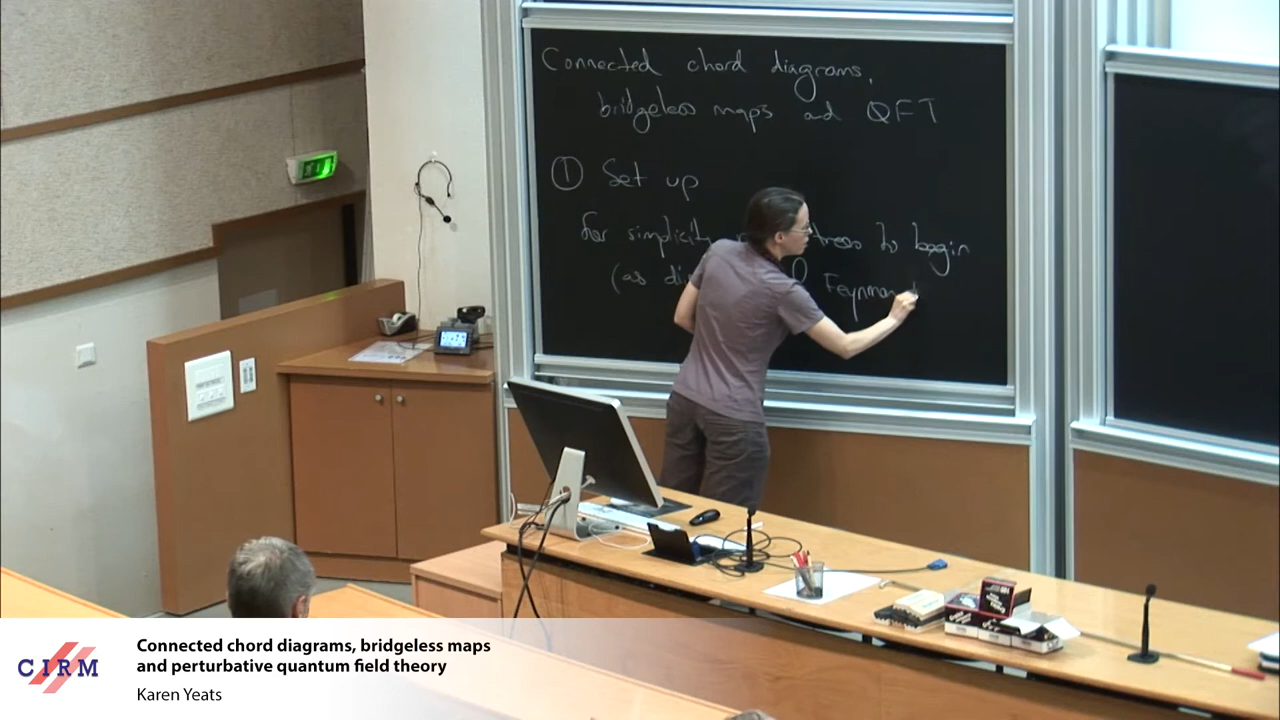 Connected chord diagrams,
bridgeless maps and QFT
① Set up
for simplicity trees to begin
(as Feynman
CIRM
Connected chord diagrams, bridgeless maps
and perturbative quantum field theory
Karen Yeats